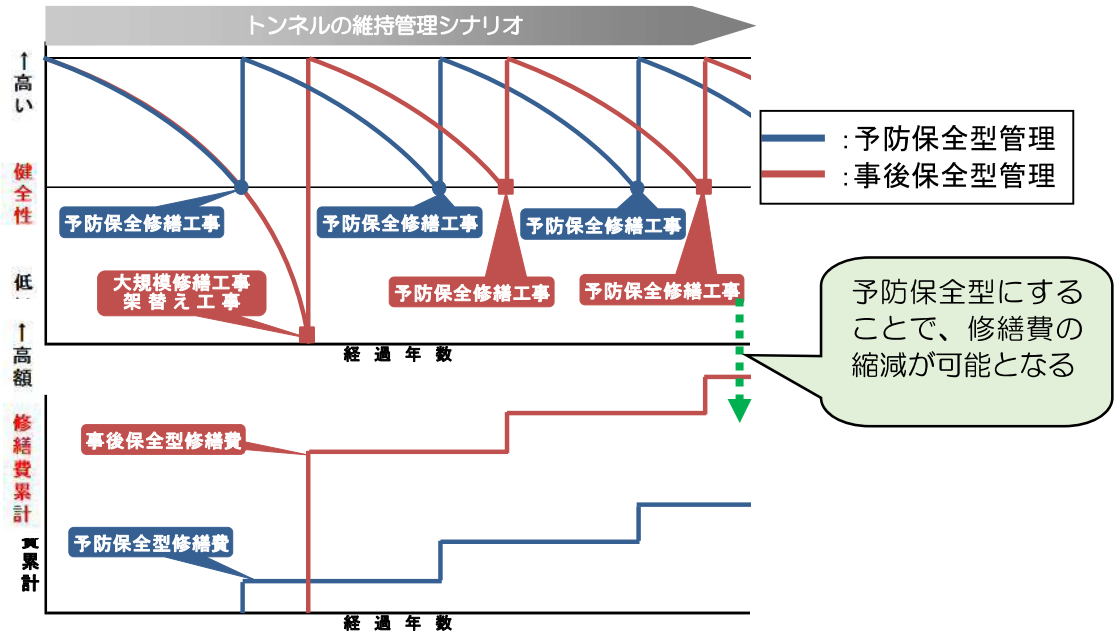 トンネルの維持管理シナリオ
↑高い
健全性
低
予防保全修繕工事
予防保全修繕工事
予防保全修繕工事
大規模修繕工事
架替え工事
予防保全修繕工事
予防保全修繕工事
経過年数
:予防保全型管理
:事後保全型管理
予防保全型にする
ことで、修繕費の
縮減が可能となる
↑高額
修繕費累計
費累計
事後保全型修繕費
予防保全型修繕費
経過年数